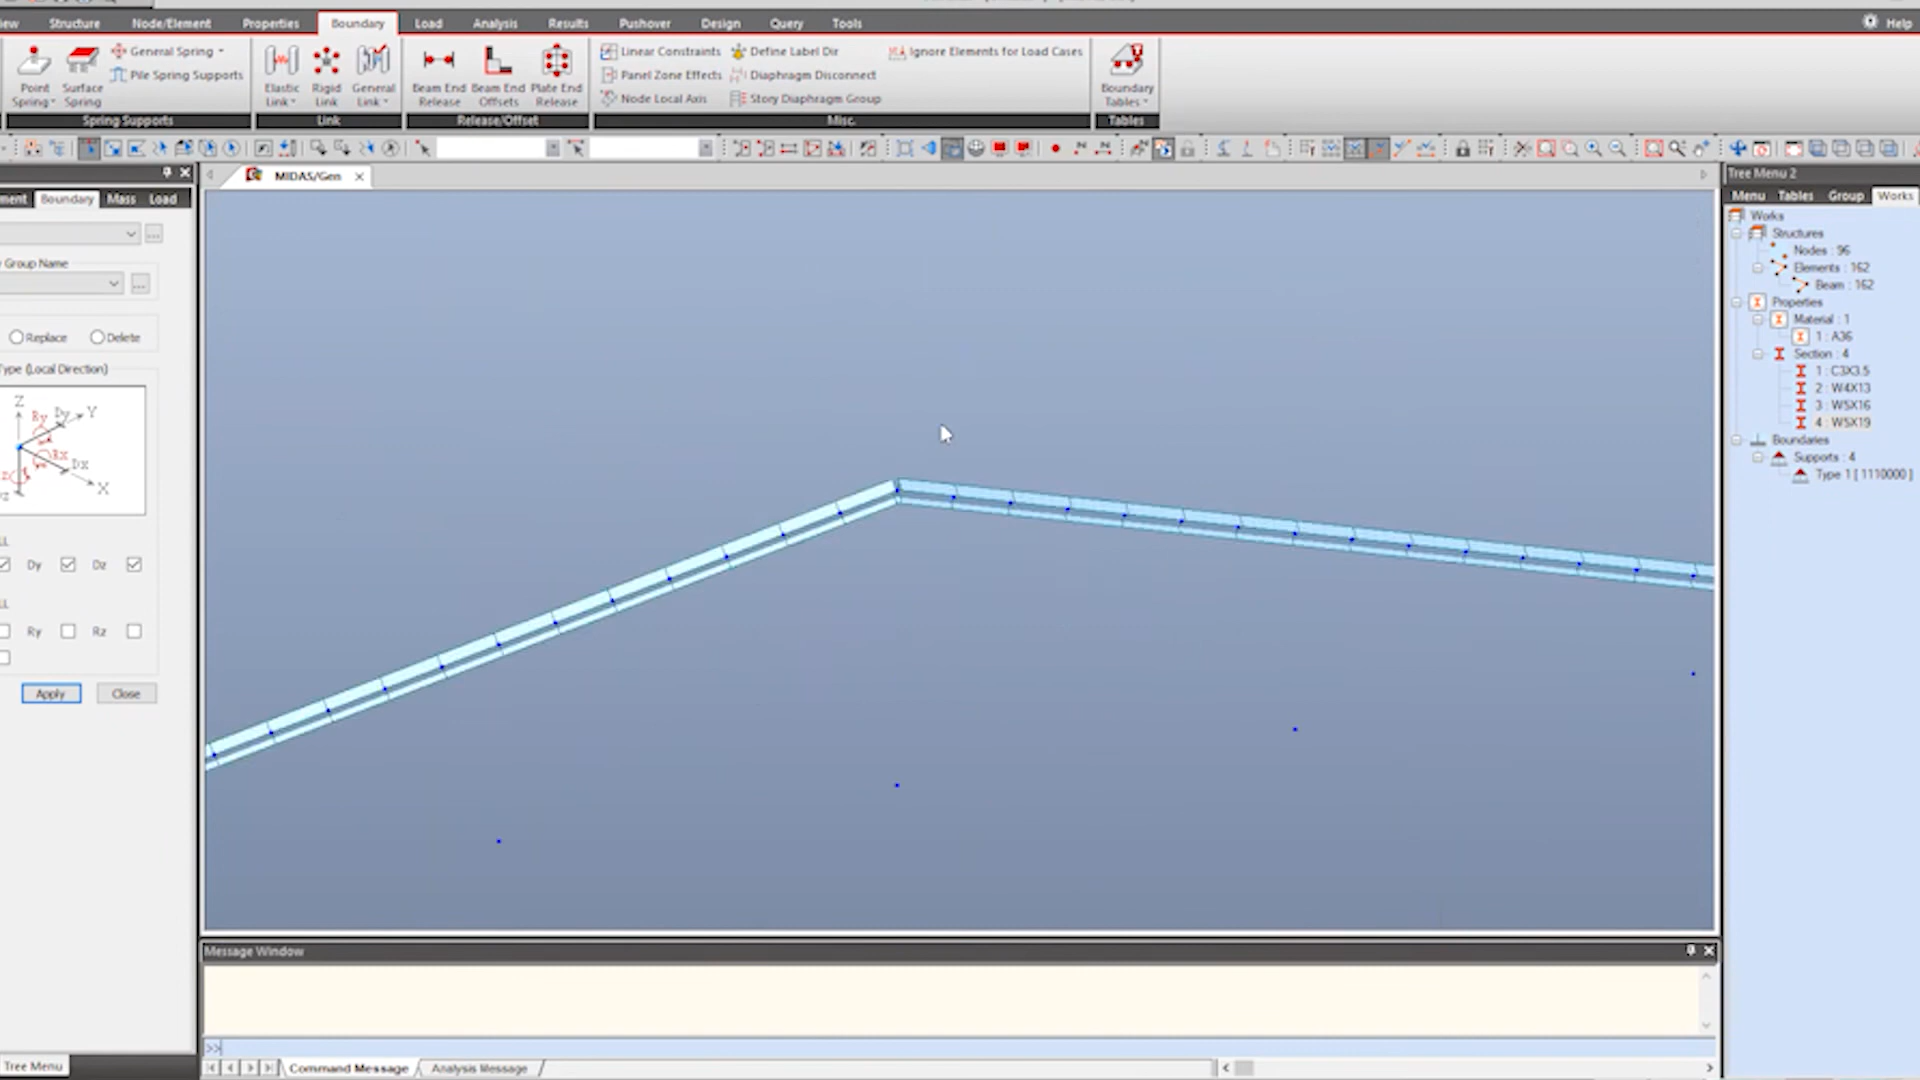 Structure Node/Element Properties Boundary Load Analysis Results Pushover Design Query Tools Help
Point Spring
Surface Spring
General Spring
Pile Spring Supports
Spring Supports
Elastic Link
Rigid Link
General Link
Link
Beam End Release
Beam End Offsets
Plate End Release
Release/Offset
Linear Constraints
Panel Zone Effects
Node Local Axis
Define Label Dir
Diaphragm Disconnect
Story Diaphragm Group
Ignore Elements for Load Cases
Misc.
Boundary Tables
Tables
MIDAS/Gen
Boundary Mass Load
Group Name
Replace Delete
Type (Local Direction)
Z
Ry Dy Y
Rx
Dx
X
Dy Dz
Ry Rz
Apply Close
Tree Menu
Tree Menu 2
Menu Tables Group Works
Works
Structures
Nodes : 96
Elements : 162
Beam : 162
Properties
Material : 1
1 : A36
Section : 4
1 : C3X3.5
2 : W4X13
3 : W5X16
4 : W5X19
Boundaries
Supports : 4
Type 1 [ 1110000 ]
Message Window
>>
Command Message Analysis Message